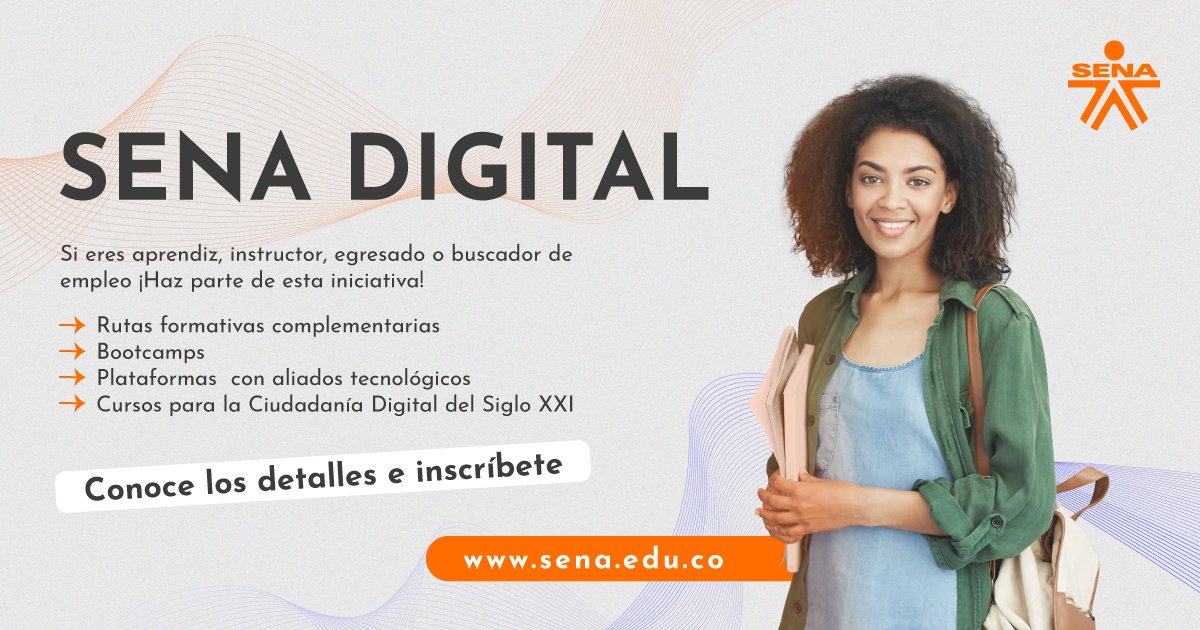 SENA
SENA DIGITAL
Si eres aprendiz, instructor, egresado o buscador de
empleo ¡Haz parte de esta iniciativa!
Rutas formativas complementarias
Bootcamps
Plataformas con aliados tecnológicos
Cursos para la Ciudadanía Digital del Siglo XXI
Conoce los detalles e inscríbete
www.sena.edu.co